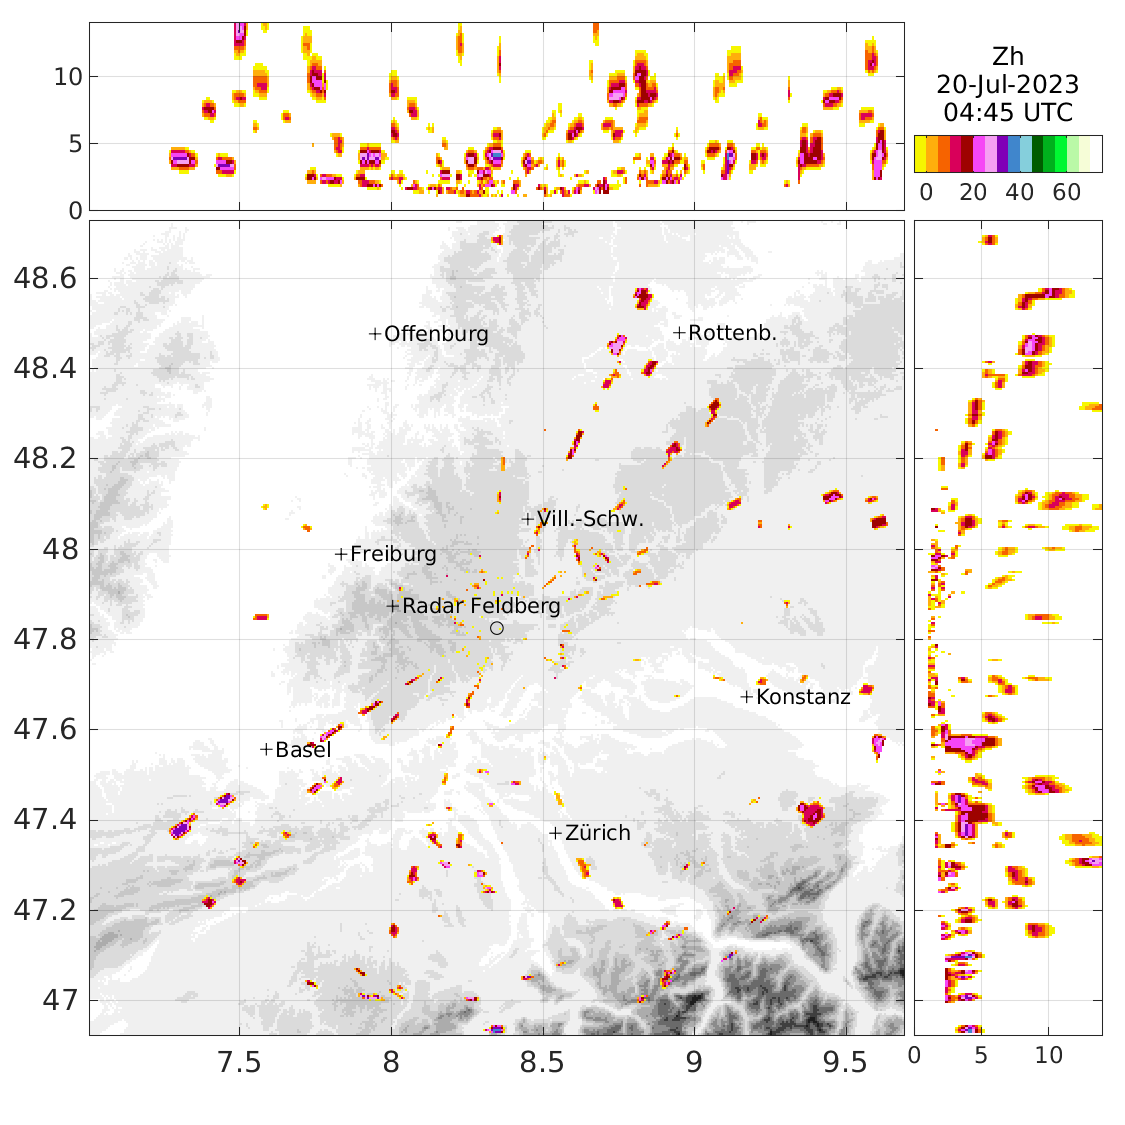 10
5
0
Zh
20-Jul-2023
04:45 UTC
0 20 40 60
48.6
48.4
48.2
48
47.8
47.6
47.4
47.2
47
+Offenburg
+Rottenb.
+Vill.-Schw.
+Freiburg
+Radar Feldberg
+Konstanz
+Basel
+Zürich
7.5 8 8.5 9 9.5
0 5 10